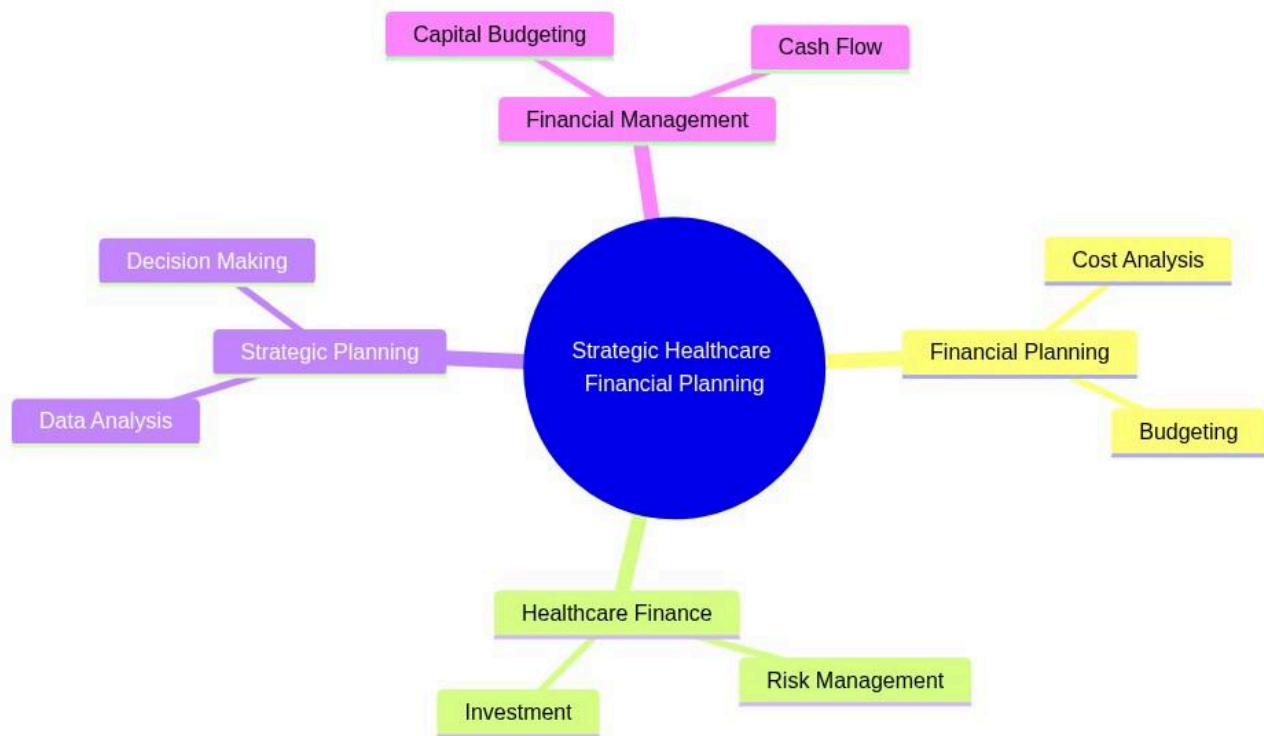 Capital Budgeting
Cash Flow
Financial Management
Decision Making
Cost Analysis
Strategic Planning
Strategic Healthcare
Financial Planning
Financial Planning
Data Analysis
Budgeting
Healthcare Finance
Risk Management
Investment